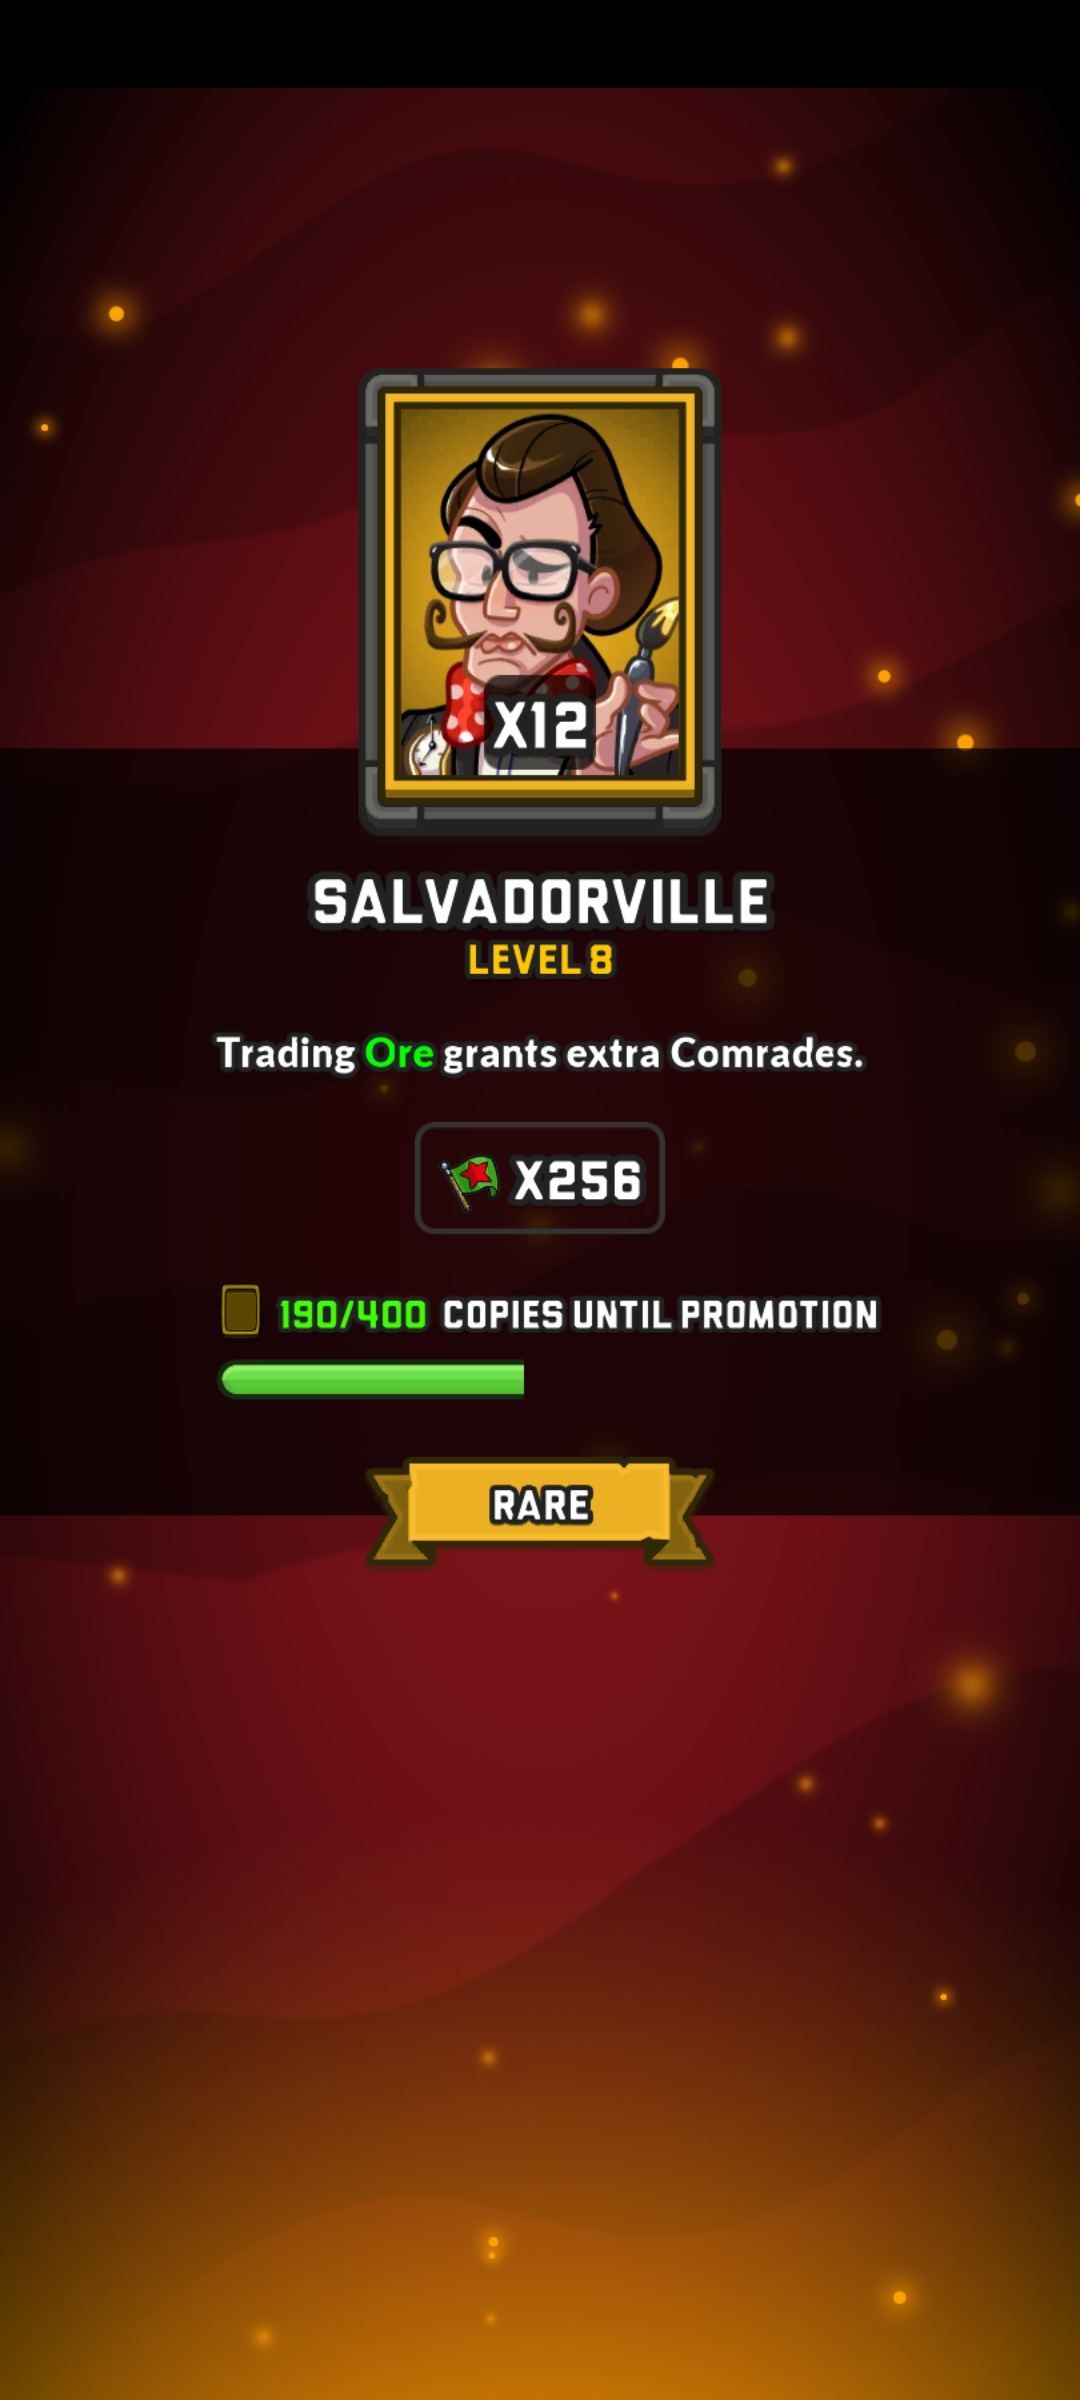 X12
SALVADORVILLE
LEVEL 8
Trading Ore grants extra Comrades.
X256
190/400 COPIES UNTIL PROMOTION
RARE